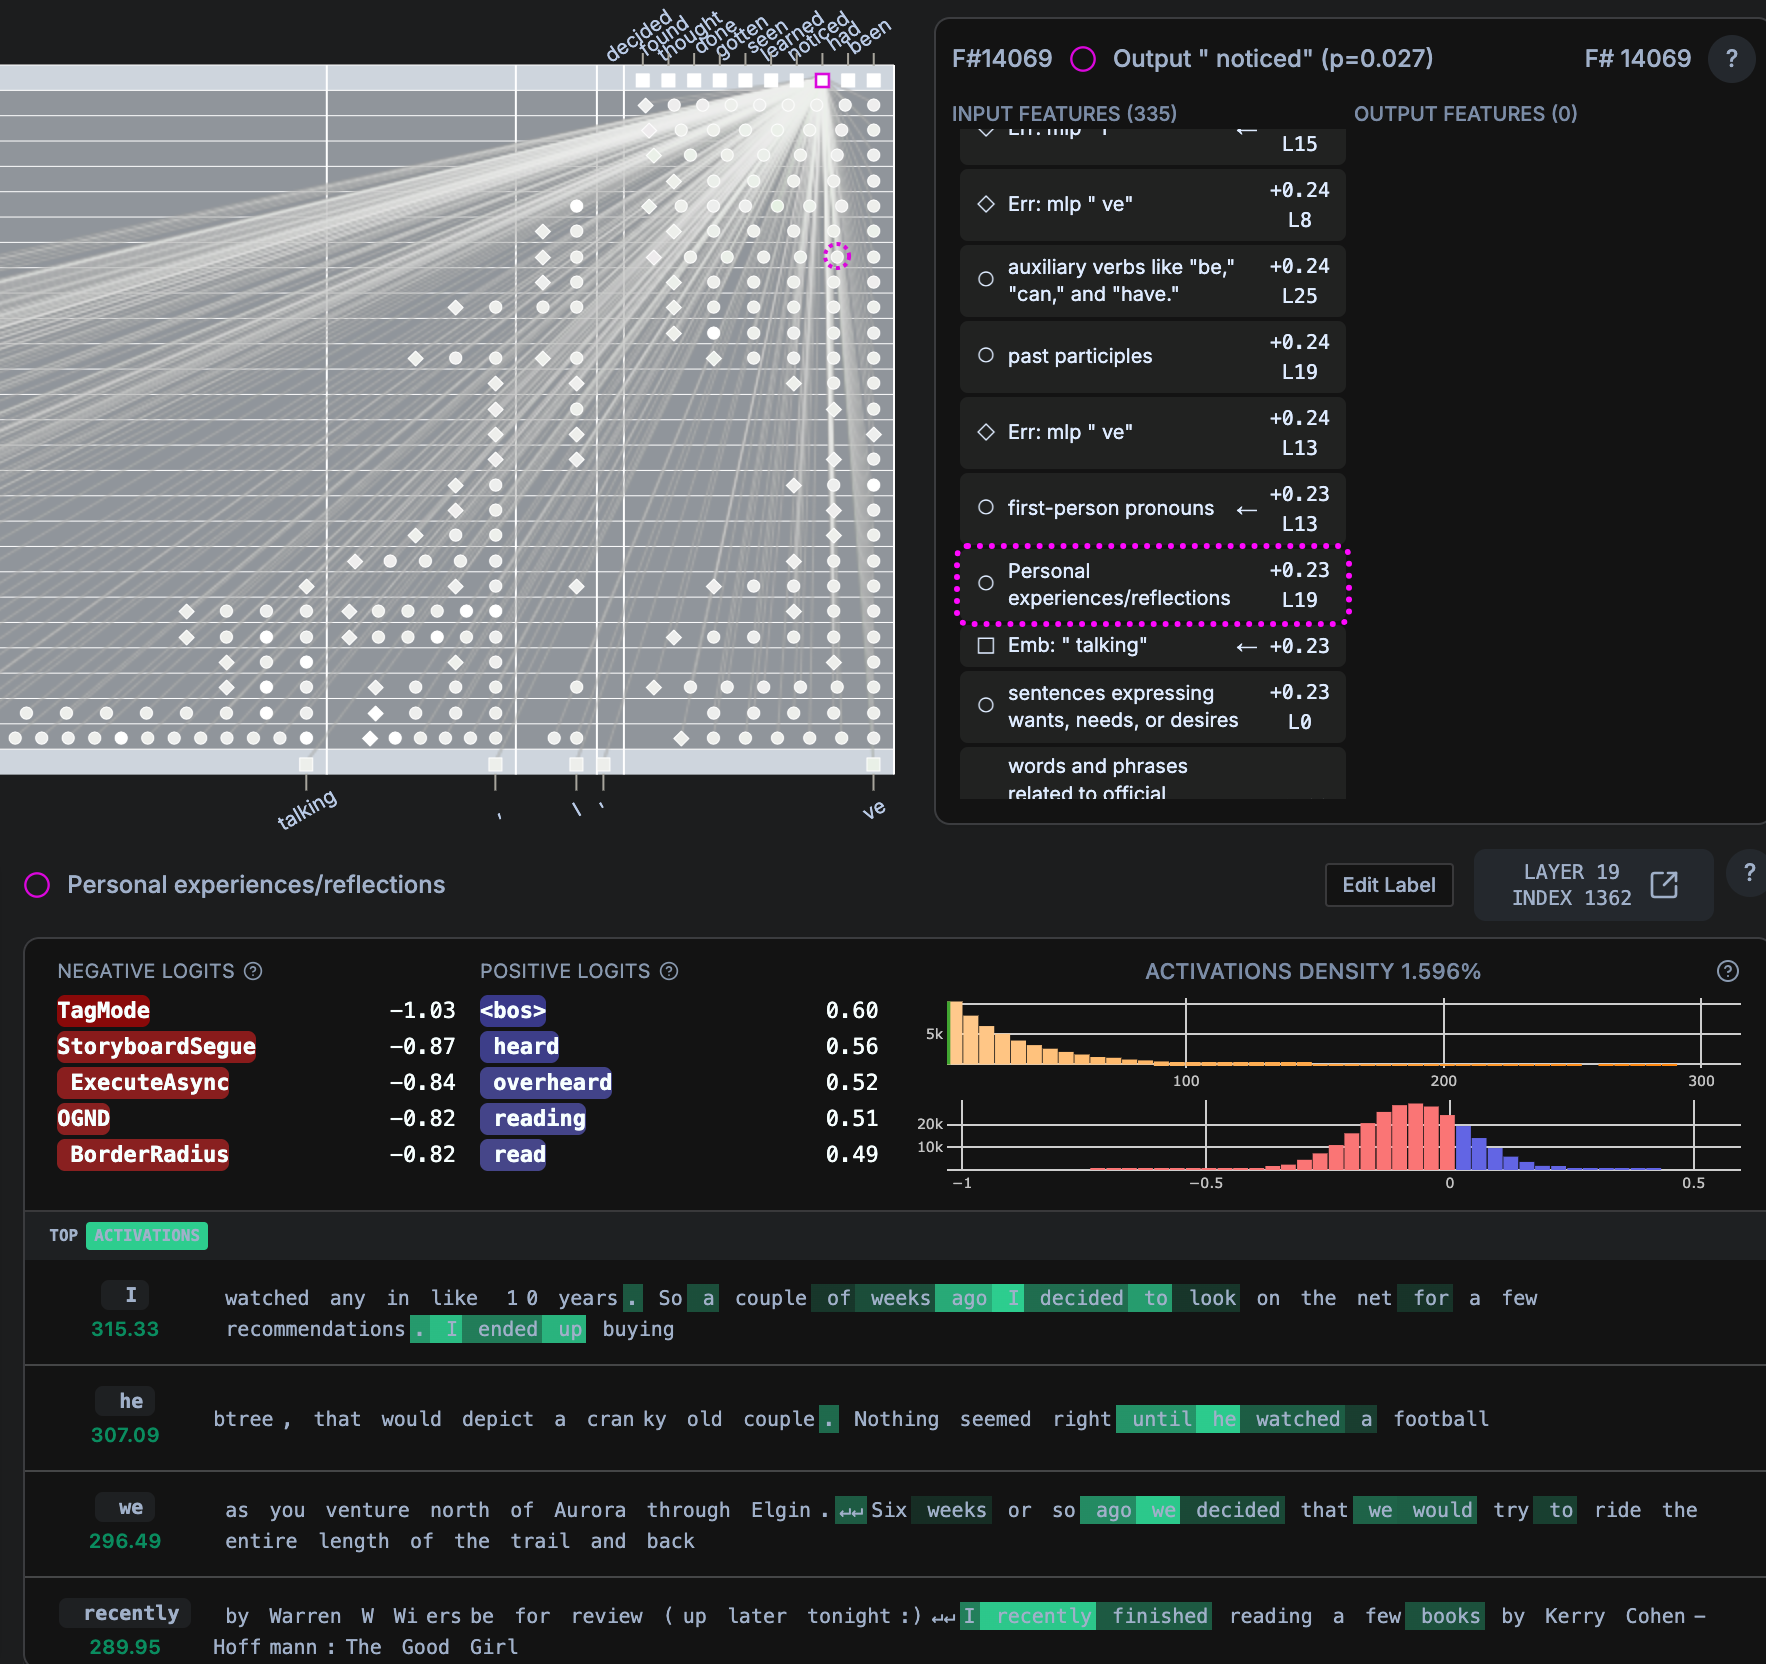 decided
found
thought
done
gotten
seen
learned
noticed
had
been
talking
,
I
'
ve
F#14069 Output " noticed" (p=0.027) F# 14069 ?
INPUT FEATURES (335) OUTPUT FEATURES (0)
Err: mlp " I" ←
L15
Err: mlp " ve" +0.24
L8
auxiliary verbs like "be," +0.24
"can," and "have." L25
past participles +0.24
L19
Err: mlp " ve" +0.24
L13
first-person pronouns ← +0.23
L13
Personal +0.23
experiences/reflections L19
Emb: " talking" ← +0.23
sentences expressing +0.23
wants, needs, or desires L0
words and phrases
related to official
Personal experiences/reflections
Edit Label
LAYER 19
INDEX 1362
?
NEGATIVE LOGITS ? POSITIVE LOGITS ? ACTIVATIONS DENSITY 1.596% ?
TagMode -1.03 <bos> 0.60
StoryboardSegue -0.87 heard 0.56
ExecuteAsync -0.84 overheard 0.52
OGND -0.82 reading 0.51
BorderRadius -0.82 read 0.49
5k
100 200 300
20k
10k
−1 −0.5 0 0.5
TOP ACTIVATIONS
I
315.33
watched any in like 1 0 years . So a couple of weeks ago I decided to look on the net for a few
recommendations . I ended up buying
he
307.09
btree , that would depict a cran ky old couple . Nothing seemed right until he watched a football
we
296.49
as you venture north of Aurora through Elgin . ↵↵ Six weeks or so ago we decided that we would try to ride the
entire length of the trail and back
recently
289.95
by Warren W Wi ers be for review ( up later tonight :) ↵↵ I recently finished reading a few books by Kerry Cohen –
Hoff mann : The Good Girl